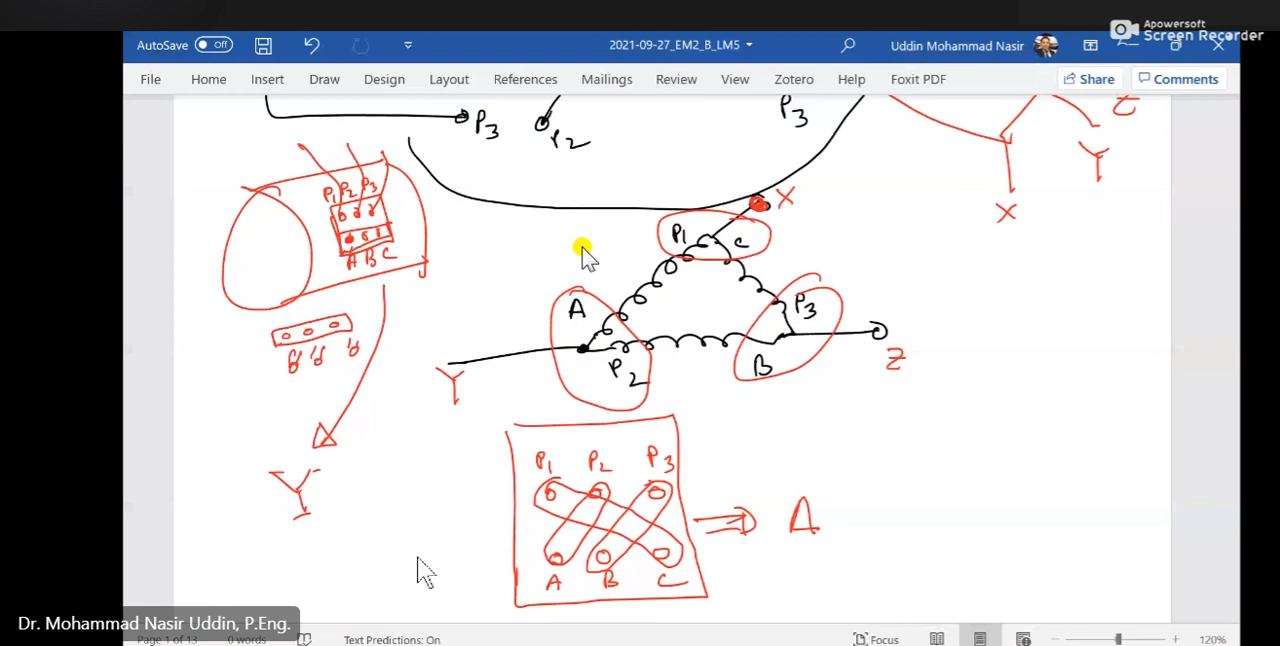 Apowersoft
Screen Recorder
AutoSave Off 2021-09-27_EM2_B_LM5 Uddin Mohammad Nasir
File Home Insert Draw Design Layout References Mailings Review View Zotero Help Foxit PDF Share Comments
P3 P2 P3 Z
Y
X
P1 P2 P3
A B C
X
P1 C
A P3
P2 B
Y Z
Y
P1 P2 P3
A B C
⇒ Δ
Dr. Mohammad Nasir Uddin, P.Eng.
Page 1 of 13 0 words Text Predictions: On Focus 120%